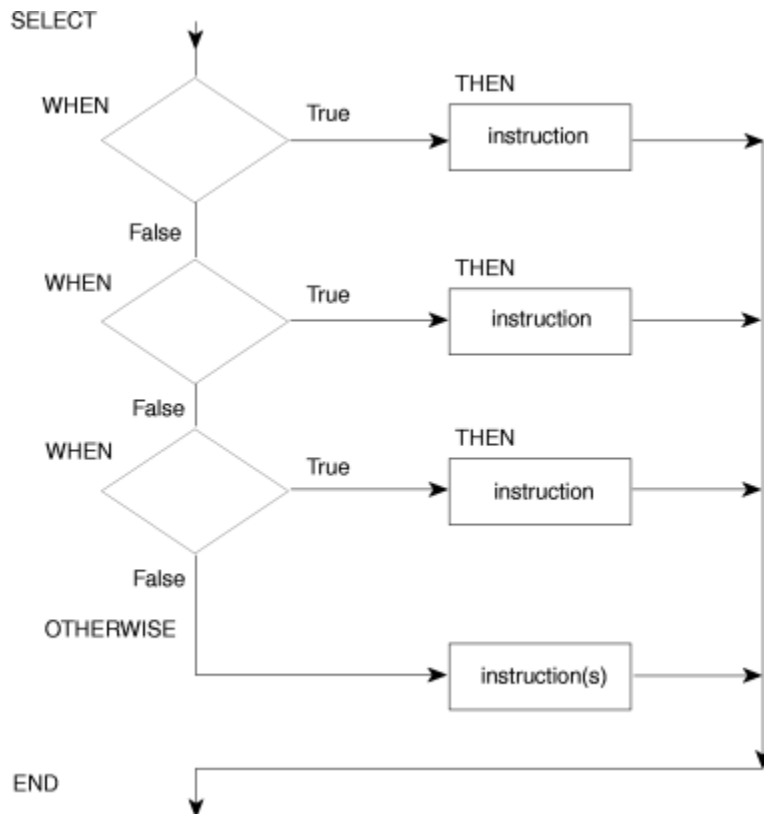 SELECT
WHEN
True
THEN
instruction
False
WHEN
True
THEN
instruction
False
WHEN
True
THEN
instruction
False
OTHERWISE
instruction(s)
END